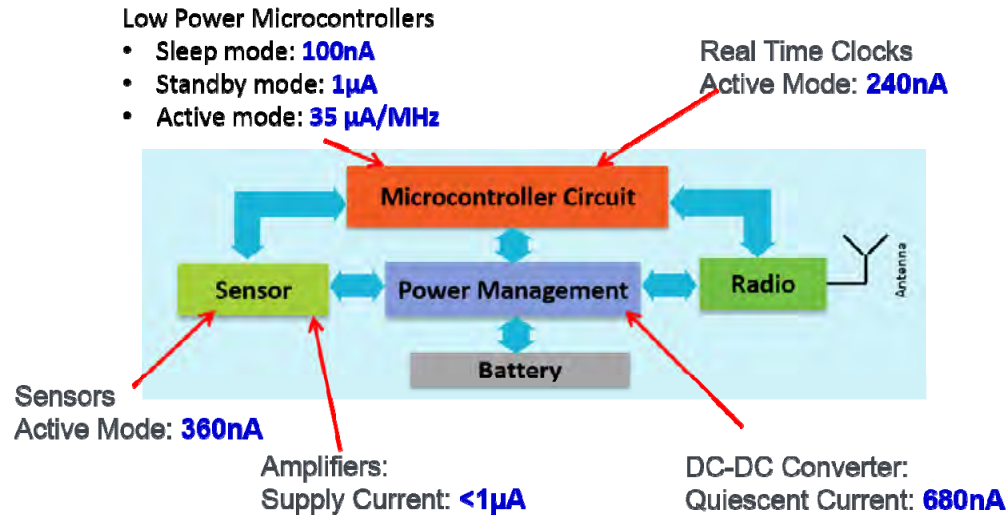 Low Power Microcontrollers
• Sleep mode: 100nA
• Standby mode: 1µA
• Active mode: 35 µA/MHz
Real Time Clocks
Active Mode: 240nA
Microcontroller Circuit
Sensor
Power Management
Radio
Antenna
Battery
Sensors
Active Mode: 360nA
Amplifiers:
Supply Current: <1µA
DC-DC Converter:
Quiescent Current: 680nA